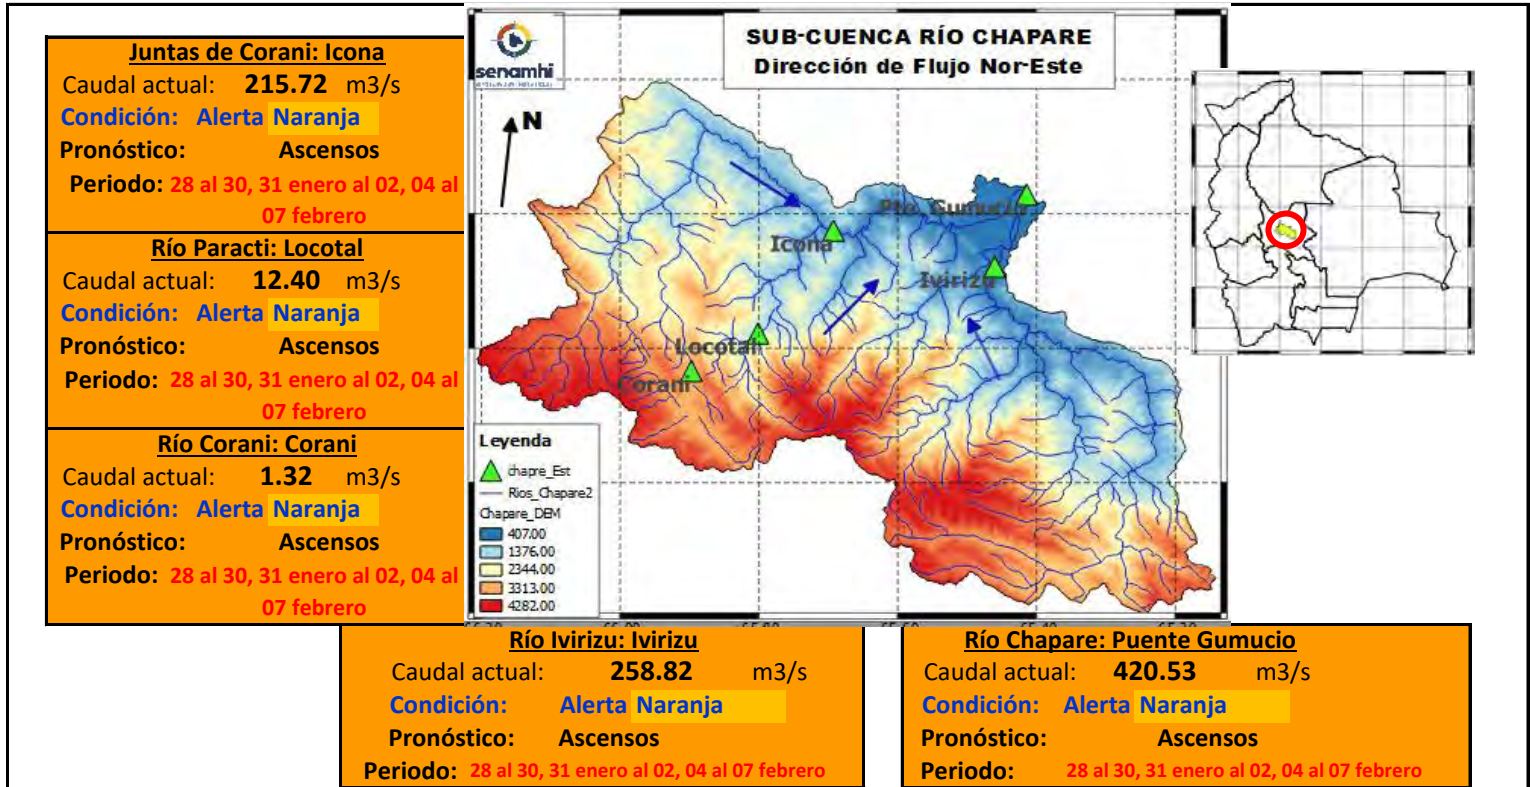 Juntas de Corani: Icona
Caudal actual: 215.72 m3/s
Condición: Alerta Naranja
Pronóstico: Ascensos
Periodo: 28 al 30, 31 enero al 02, 04 al
07 febrero
Río Paracti: Locotal
Caudal actual: 12.40 m3/s
Condición: Alerta Naranja
Pronóstico: Ascensos
Periodo: 28 al 30, 31 enero al 02, 04 al
07 febrero
Río Corani: Corani
Caudal actual: 1.32 m3/s
Condición: Alerta Naranja
Pronóstico: Ascensos
Periodo: 28 al 30, 31 enero al 02, 04 al
07 febrero
senamhi
SUB-CUENCA RÍO CHAPARE
Dirección de Flujo Nor-Este
N
Pte. Gumucio
Icona
Ivirizu
Locotal
Corani
Leyenda
chapre_Est
Rios_Chapare2
Chapare_DEM
407.00
1376.00
2344.00
3313.00
4282.00
Río Ivirizu: Ivirizu
Caudal actual: 258.82 m3/s
Condición: Alerta Naranja
Pronóstico: Ascensos
Periodo: 28 al 30, 31 enero al 02, 04 al 07 febrero
Río Chapare: Puente Gumucio
Caudal actual: 420.53 m3/s
Condición: Alerta Naranja
Pronóstico: Ascensos
Periodo: 28 al 30, 31 enero al 02, 04 al 07 febrero